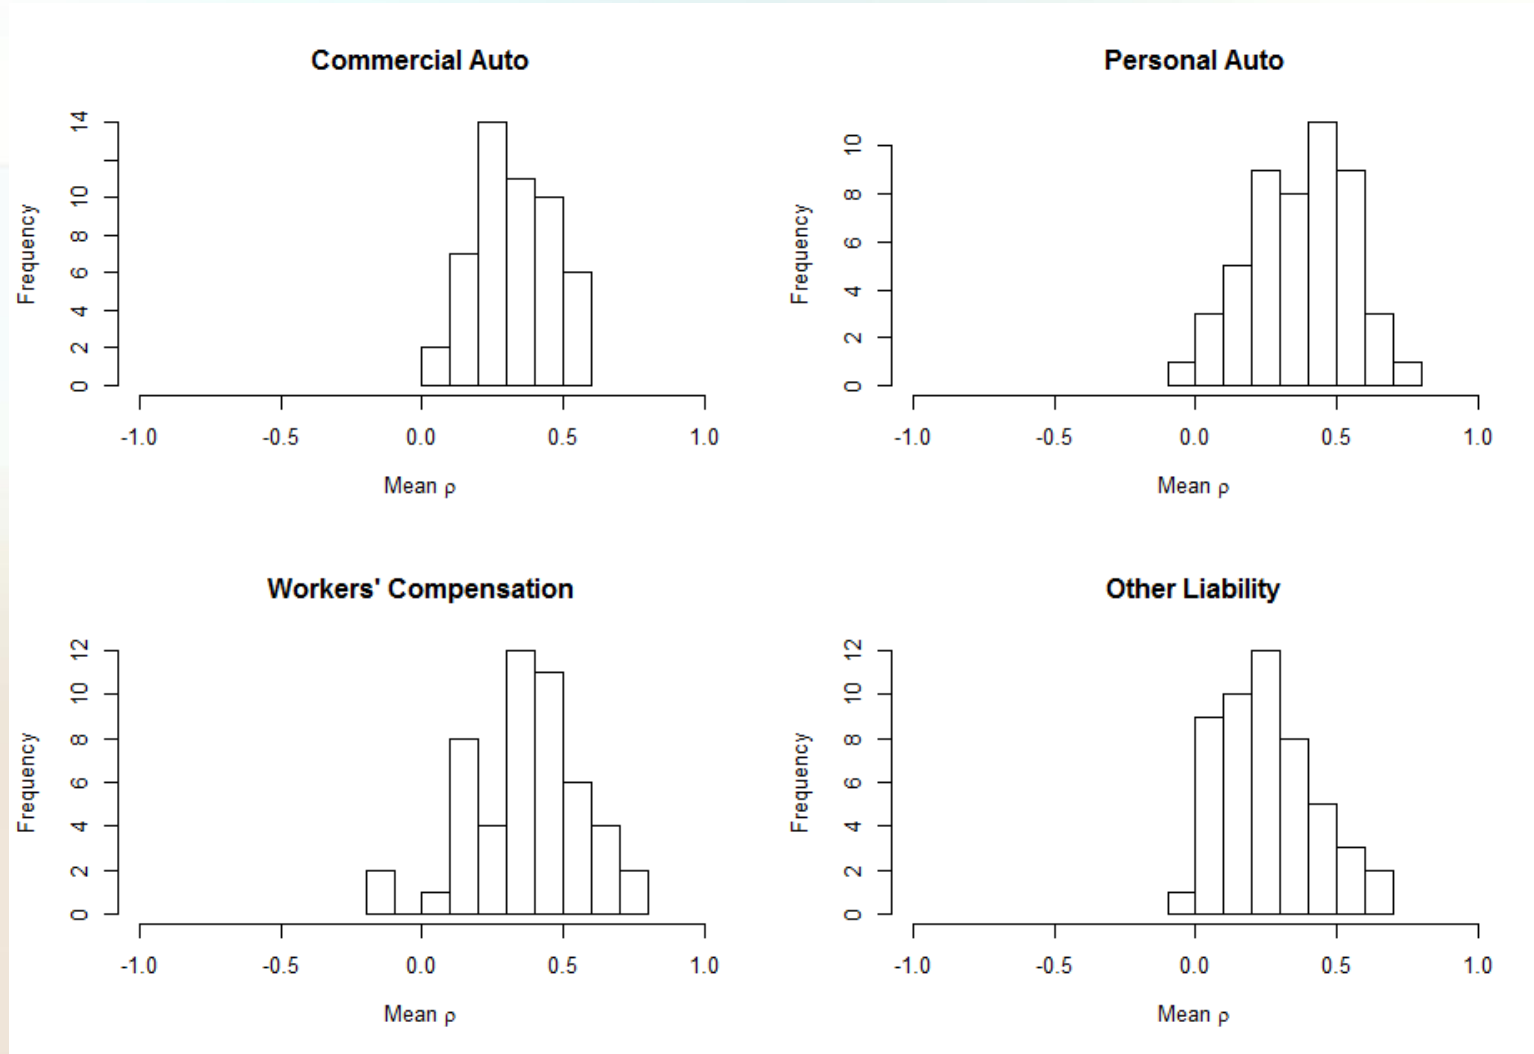 Commercial Auto
Frequency
14
10
8
6
4
2
0
-1.0 -0.5 0.0 0.5 1.0
Mean ρ
Personal Auto
Frequency
10
8
6
4
2
0
-1.0 -0.5 0.0 0.5 1.0
Mean ρ
Workers' Compensation
Frequency
12
10
8
6
4
2
0
-1.0 -0.5 0.0 0.5 1.0
Mean ρ
Other Liability
Frequency
12
10
8
6
4
2
0
-1.0 -0.5 0.0 0.5 1.0
Mean ρ